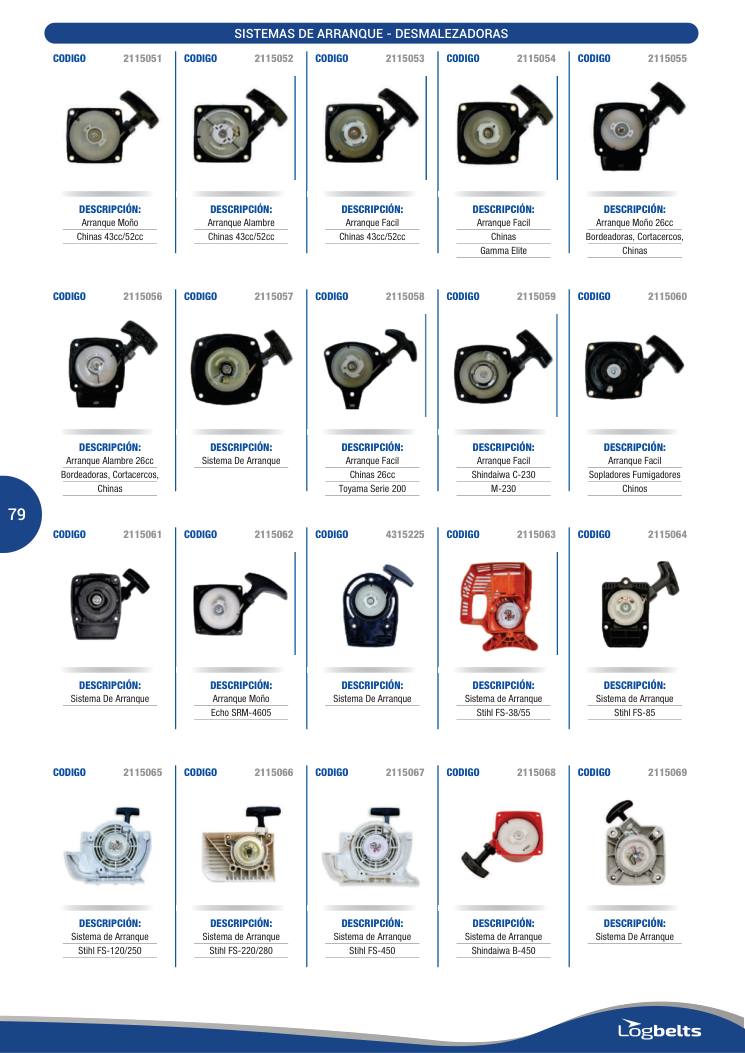 SISTEMAS DE ARRANQUE - DESMALEZADORAS
CODIGO 2115051
DESCRIPCIÓN:
Arranque Moño
Chinas 43cc/52cc
CODIGO 2115052
DESCRIPCIÓN:
Arranque Alambre
Chinas 43cc/52cc
CODIGO 2115053
DESCRIPCIÓN:
Arranque Facil
Chinas 43cc/52cc
CODIGO 2115054
DESCRIPCIÓN:
Arranque Facil
Chinas
Gamma Elite
CODIGO 2115055
DESCRIPCIÓN:
Arranque Moño 26cc
Bordeadoras, Cortacercos,
Chinas
CODIGO 2115056
DESCRIPCIÓN:
Arranque Alambre 26cc
Bordeadoras, Cortacercos,
Chinas
CODIGO 2115057
DESCRIPCIÓN:
Sistema De Arranque
CODIGO 2115058
DESCRIPCIÓN:
Arranque Facil
Chinas 26cc
Toyama Serie 200
CODIGO 2115059
DESCRIPCIÓN:
Arranque Facil
Shindaiwa C-230
M-230
CODIGO 2115060
DESCRIPCIÓN:
Arranque Facil
Sopladores Fumigadores
Chinos
79
CODIGO 2115061
DESCRIPCIÓN:
Sistema De Arranque
CODIGO 2115062
DESCRIPCIÓN:
Arranque Moño
Echo SRM-4605
CODIGO 4315225
DESCRIPCIÓN:
Sistema De Arranque
CODIGO 2115063
DESCRIPCIÓN:
Sistema de Arranque
Stihl FS-38/55
CODIGO 2115064
DESCRIPCIÓN:
Sistema de Arranque
Stihl FS-85
CODIGO 2115065
DESCRIPCIÓN:
Sistema de Arranque
Stihl FS-120/250
CODIGO 2115066
DESCRIPCIÓN:
Sistema de Arranque
Stihl FS-220/280
CODIGO 2115067
DESCRIPCIÓN:
Sistema de Arranque
Stihl FS-450
CODIGO 2115068
DESCRIPCIÓN:
Sistema de Arranque
Shindaiwa B-450
CODIGO 2115069
DESCRIPCIÓN:
Sistema De Arranque
Logbelts